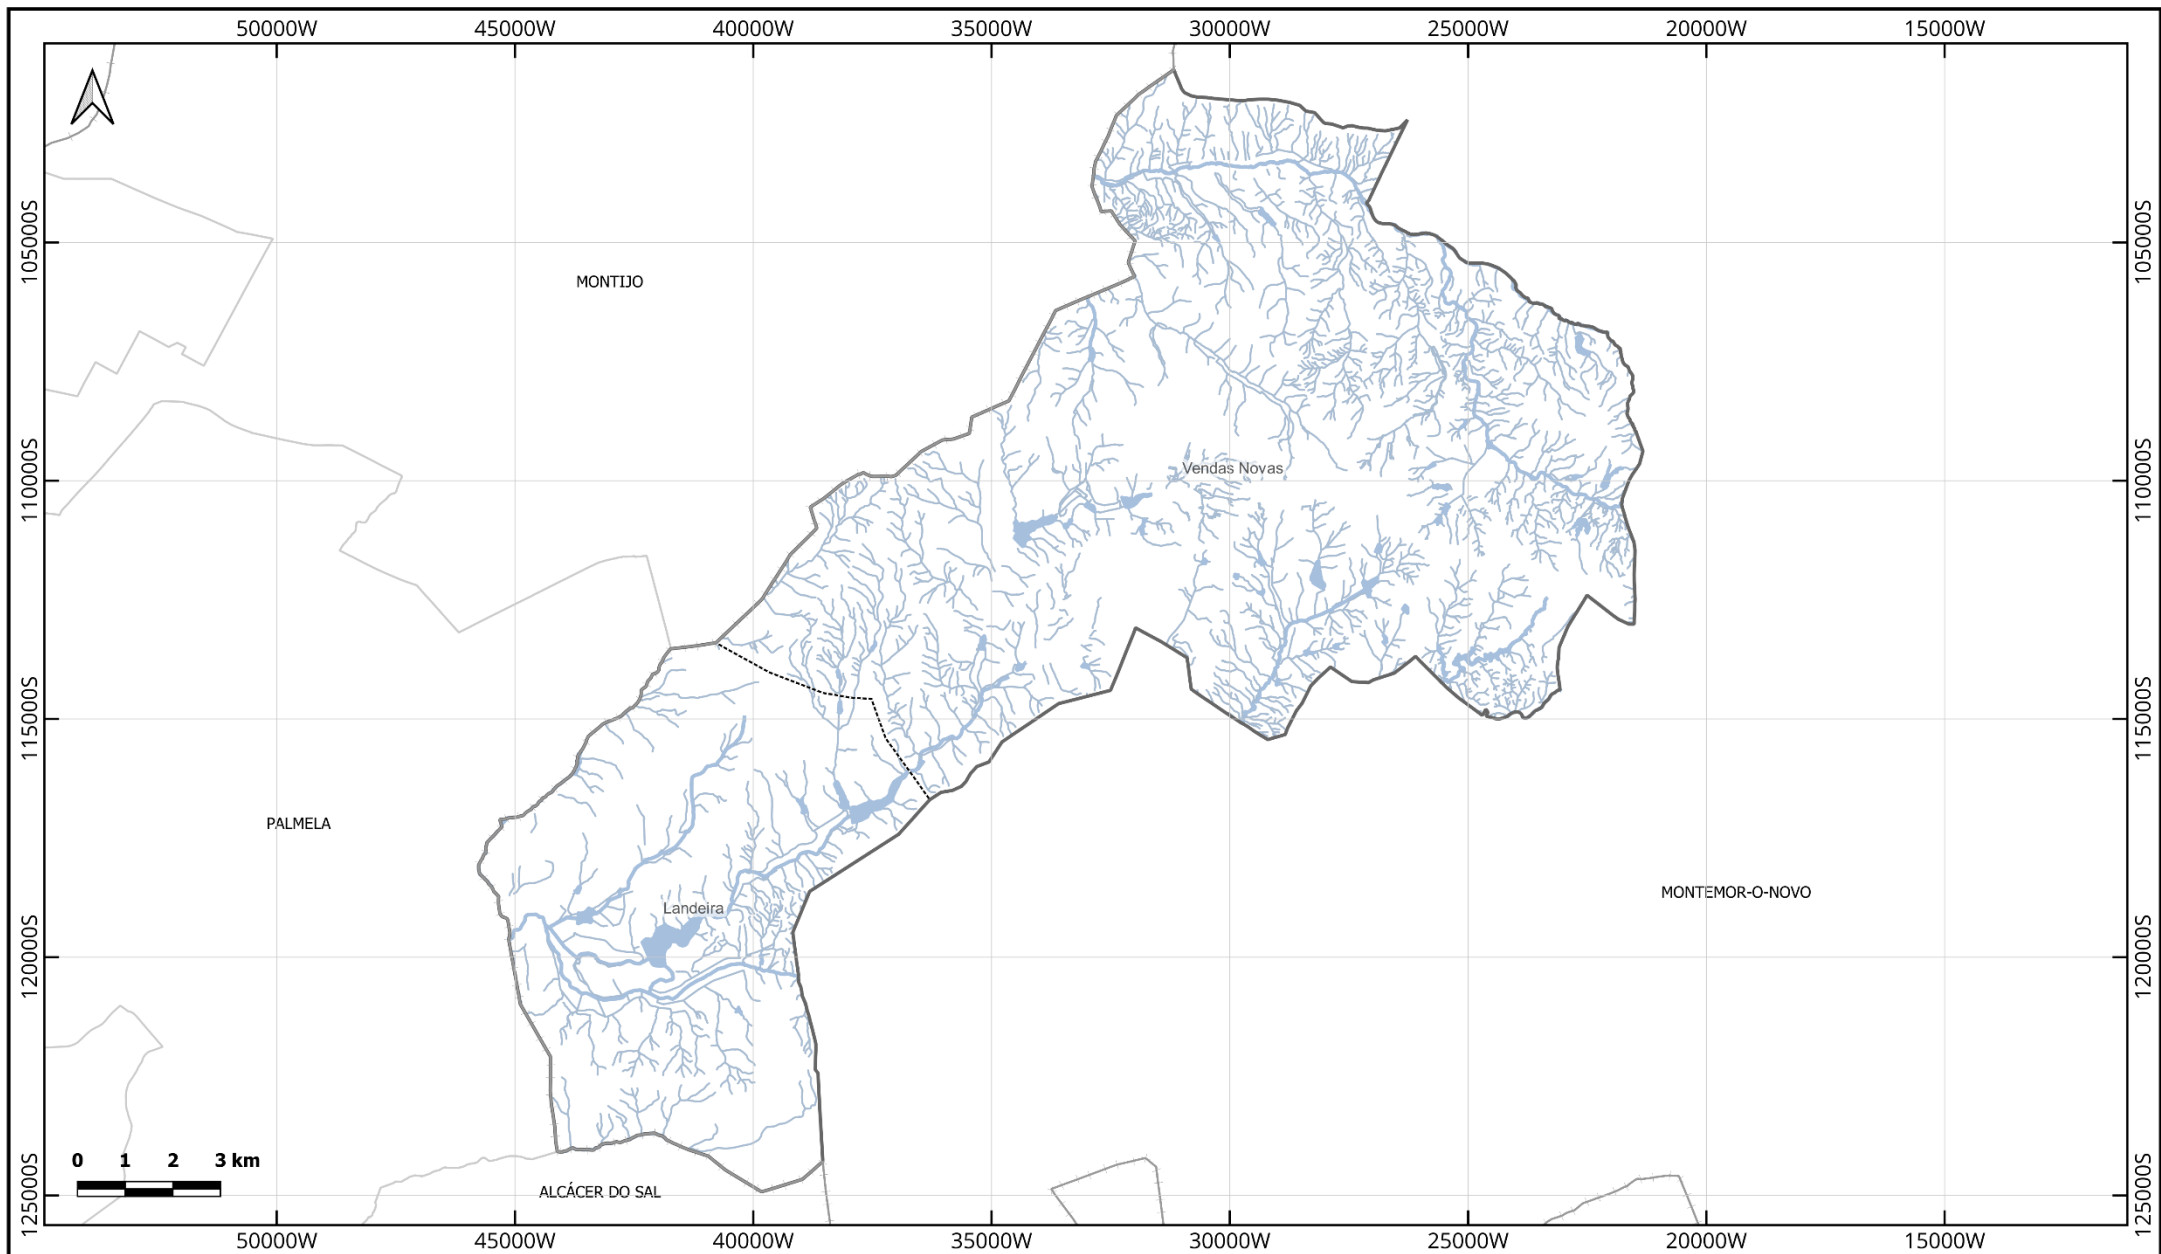 50000W 45000W 40000W 35000W 30000W 25000W 20000W 15000W
105000S 105000S
MONTIJO
Vendas Novas
110000S 110000S
115000S 115000S
PALMELA
MONTEMOR-O-NOVO
Landeira
120000S 120000S
0 1 2 3 km
ALCÁCER DO SAL
125000S 125000S
50000W 45000W 40000W 35000W 30000W 25000W 20000W 15000W